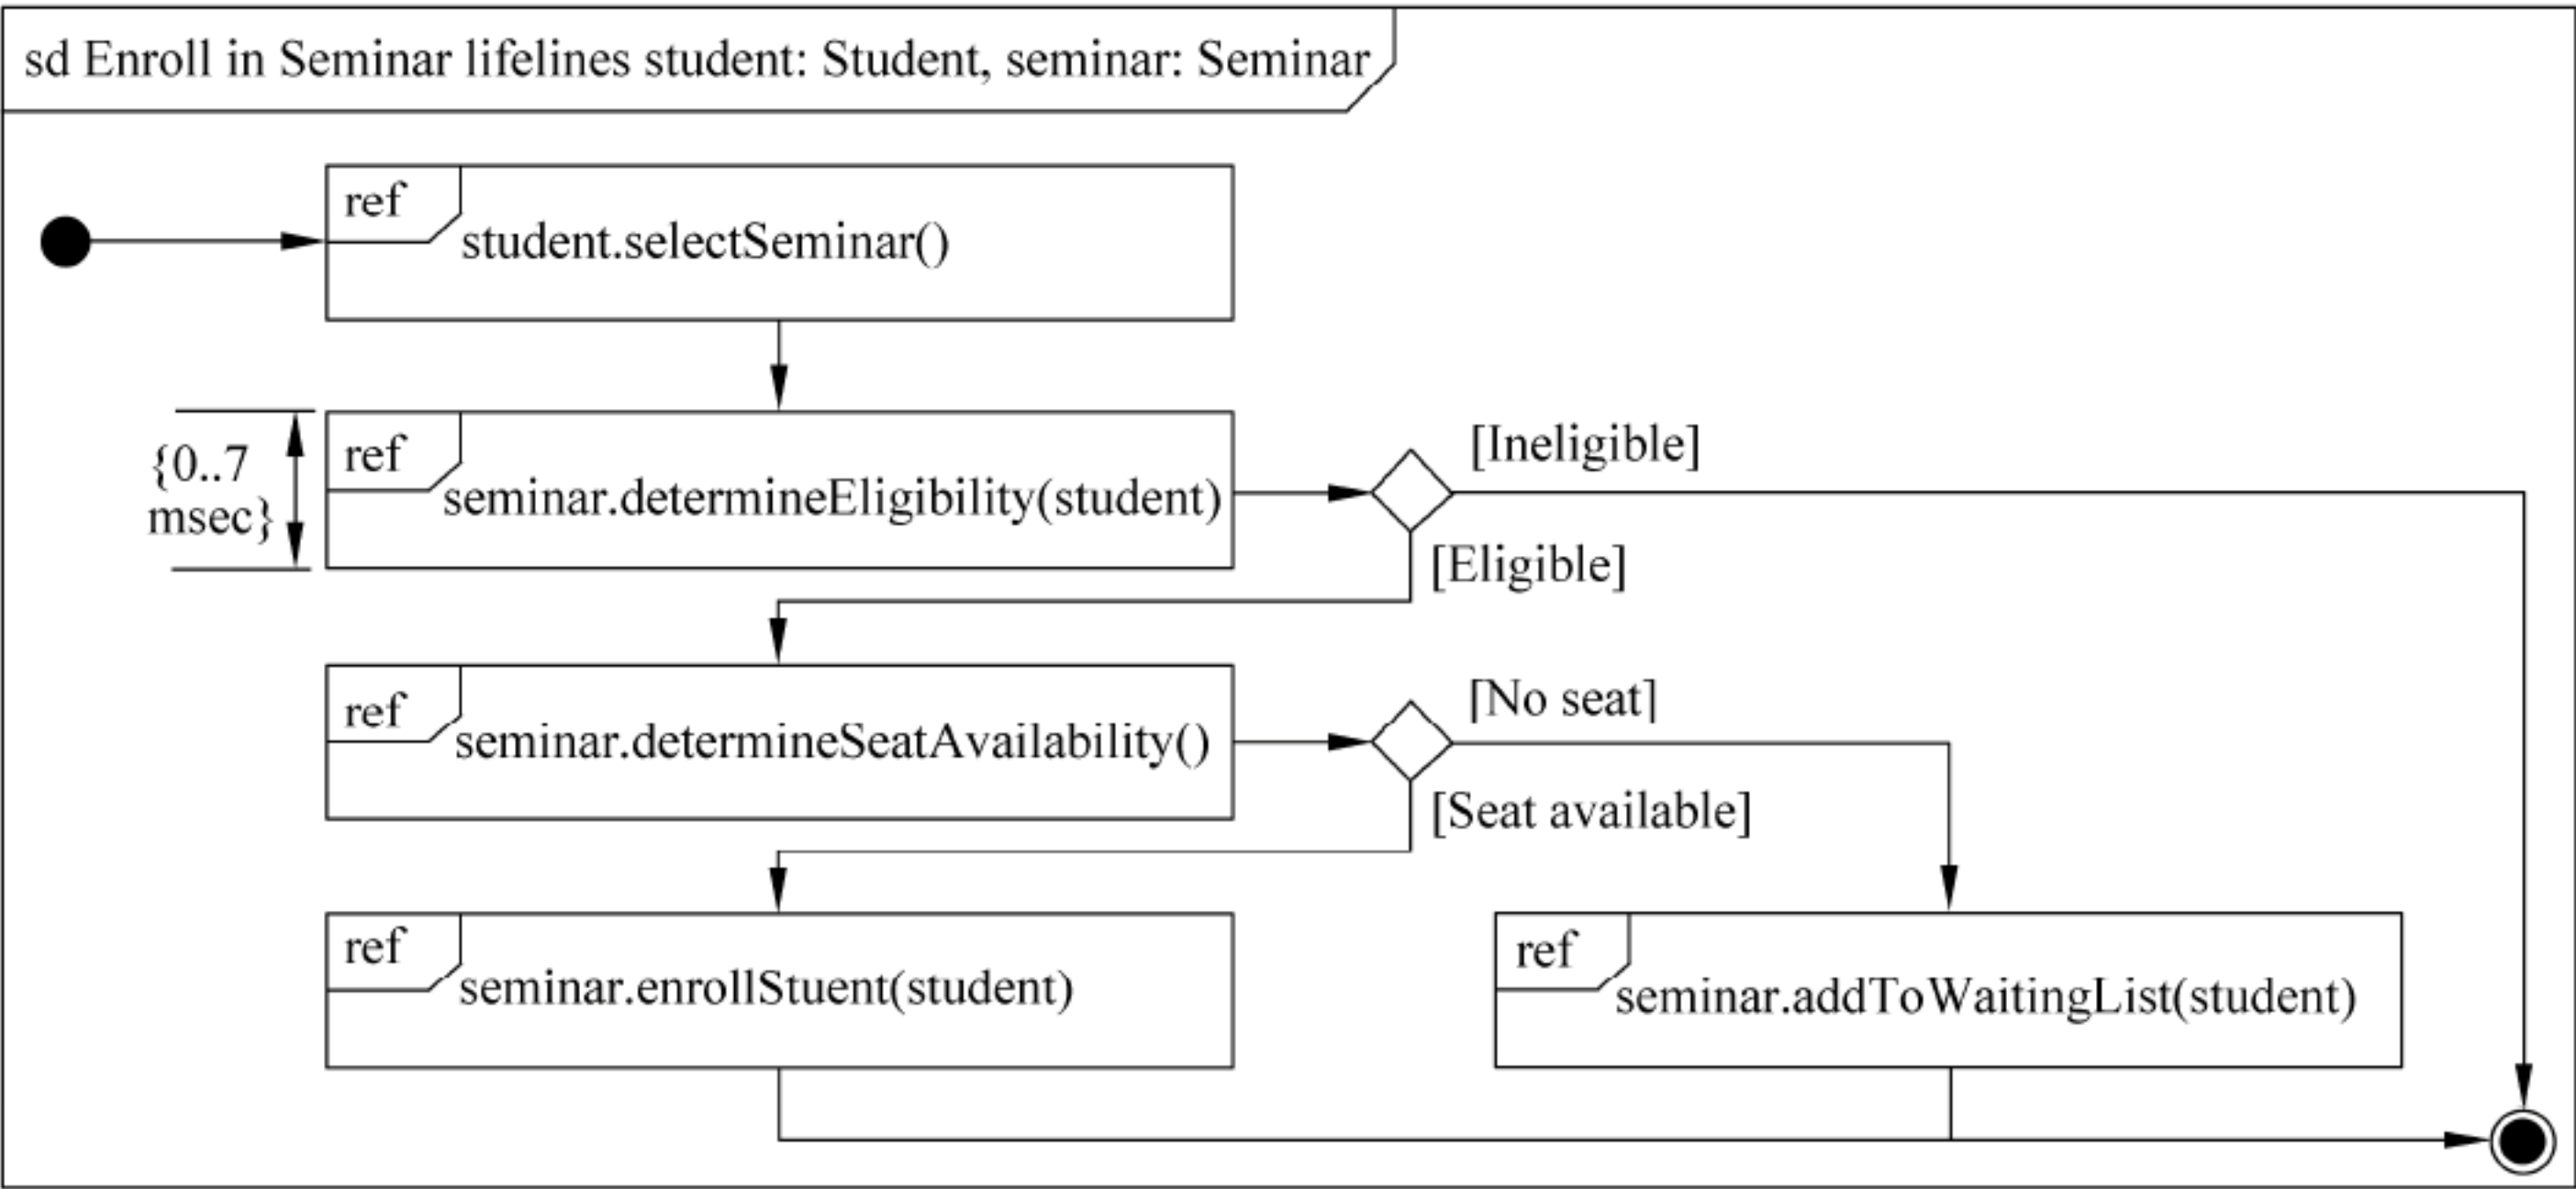 sd Enroll in Seminar lifelines student: Student, seminar: Seminar
ref
student.selectSeminar()
{0..7
msec}
ref
seminar.determineEligibility(student)
[Ineligible]
[Eligible]
ref
seminar.determineSeatAvailability()
[No seat]
[Seat available]
ref
seminar.enrollStuent(student)
ref
seminar.addToWaitingList(student)